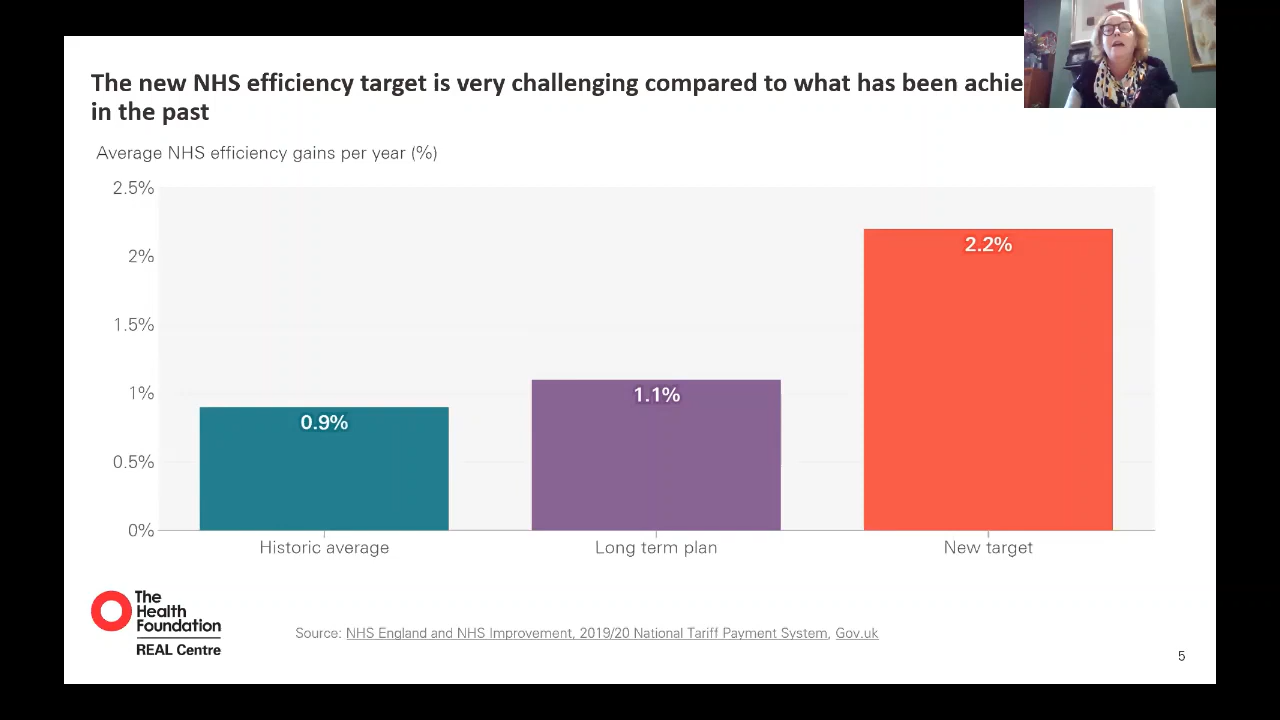 The new NHS efficiency target is very challenging compared to what has been achie
in the past
Average NHS efficiency gains per year (%)
2.5%
2%
1.5%
1%
0.5%
0%
0.9%
1.1%
2.2%
Historic average
Long term plan
New target
The
Health
Foundation
REAL Centre
Source: NHS England and NHS Improvement, 2019/20 National Tariff Payment System, Gov.uk
5